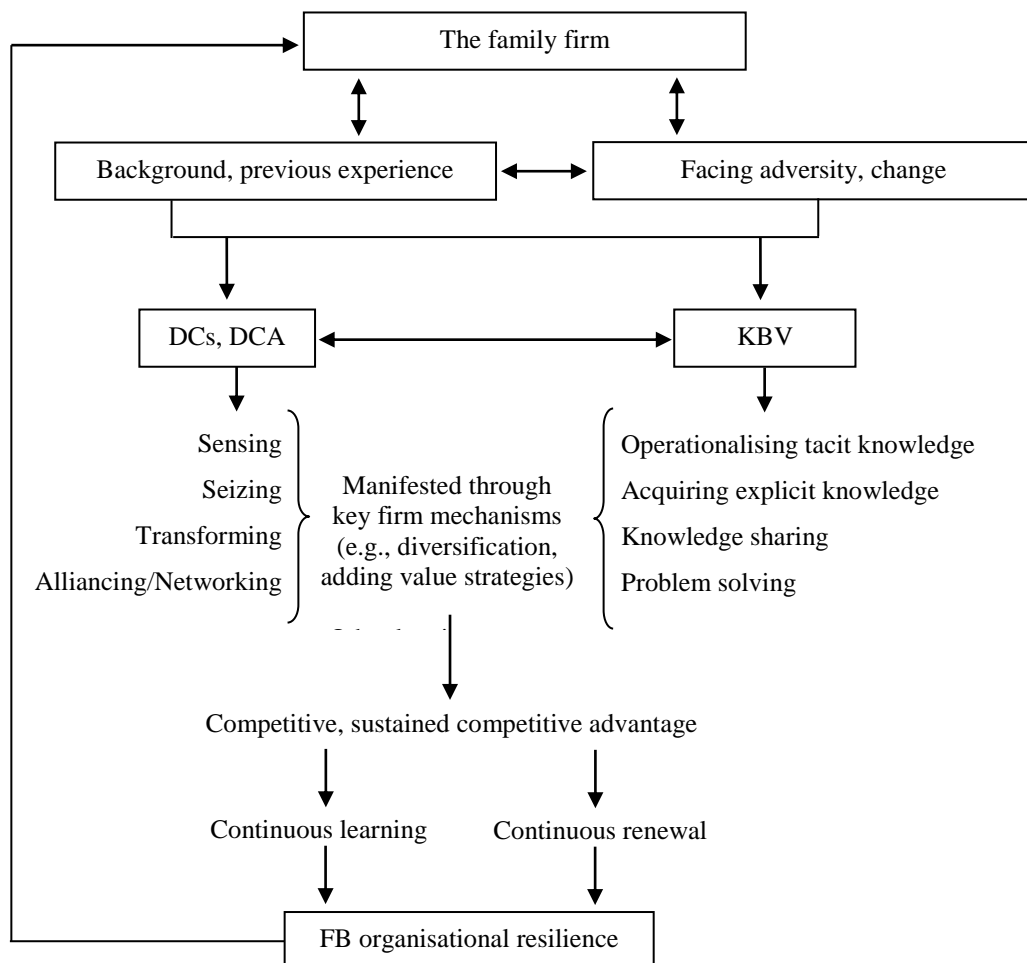 The family firm
Background, previous experience
Facing adversity, change
DCs, DCA
KBV
Sensing
Seizing
Transforming
Alliancing/Networking
Manifested through
key firm mechanisms
(e.g., diversification,
adding value strategies)
Operationalising tacit knowledge
Acquiring explicit knowledge
Knowledge sharing
Problem solving
Competitive, sustained competitive advantage
Continuous learning
Continuous renewal
FB organisational resilience